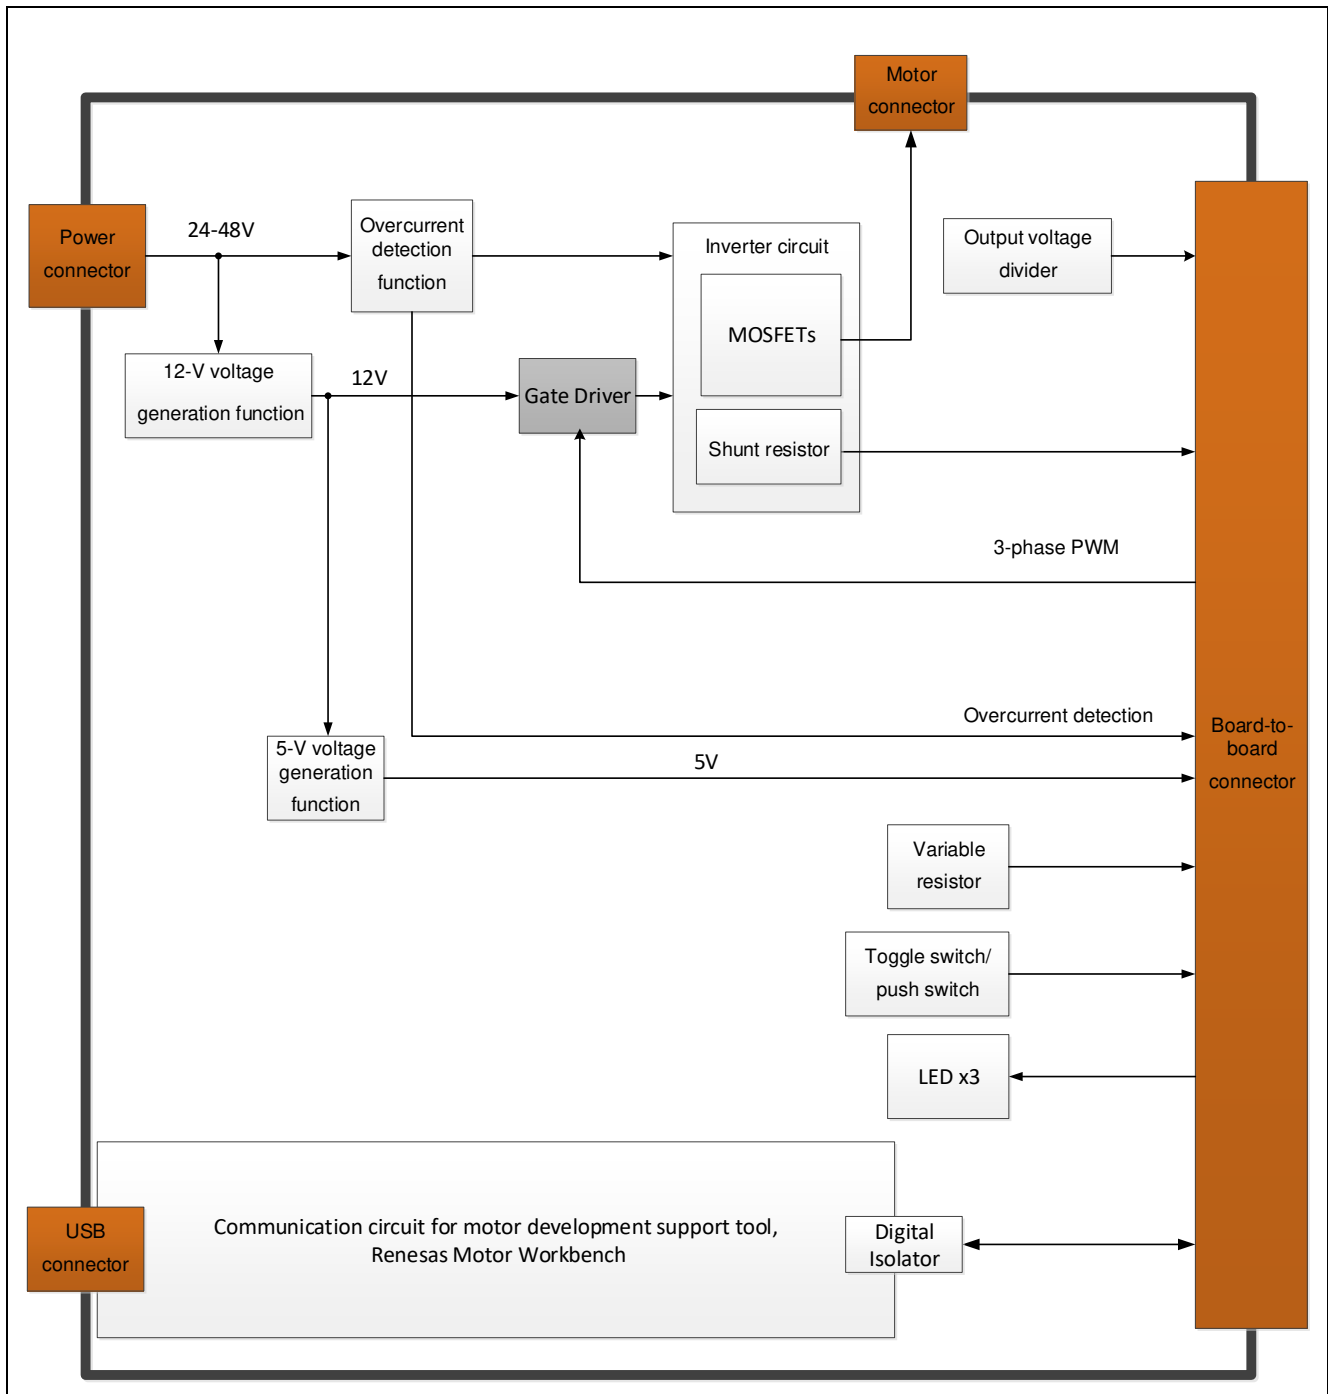 Motor
connector
Power
connector
24-48V
Overcurrent
detection
function
Inverter circuit
MOSFETs
Output voltage
divider
12-V voltage
generation function
12V
Gate Driver
Shunt resistor
3-phase PWM
Overcurrent detection
5-V voltage
generation
function
5V
Board-to-
board
connector
Variable
resistor
Toggle switch/
push switch
LED x3
USB
connector
Communication circuit for motor development support tool,
Renesas Motor Workbench
Digital
Isolator